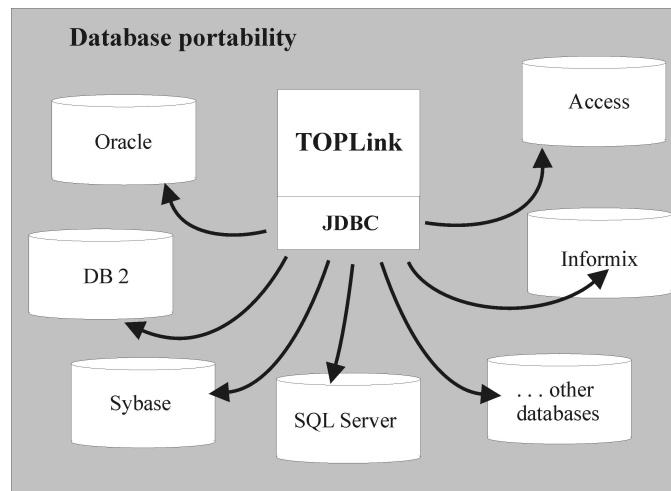 Database portability
TOPLink
JDBC
Oracle
Access
DB 2
Informix
Sybase
SQL Server
. . . other
databases